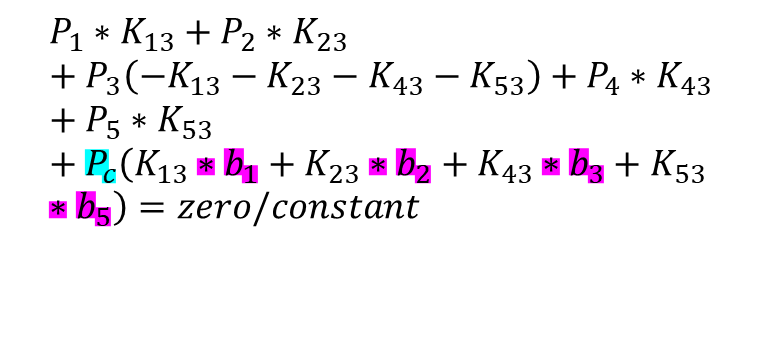 P₁ * K₁₃ + P₂ * K₂₃
+ P₃(−K₁₃ − K₂₃ − K₄₃ − K₅₃) + P₄ * K₄₃
+ P₅ * K₅₃
+ P_c(K₁₃ * b₁ + K₂₃ * b₂ + K₄₃ * b₃ + K₅₃
* b₅) = zero/constant